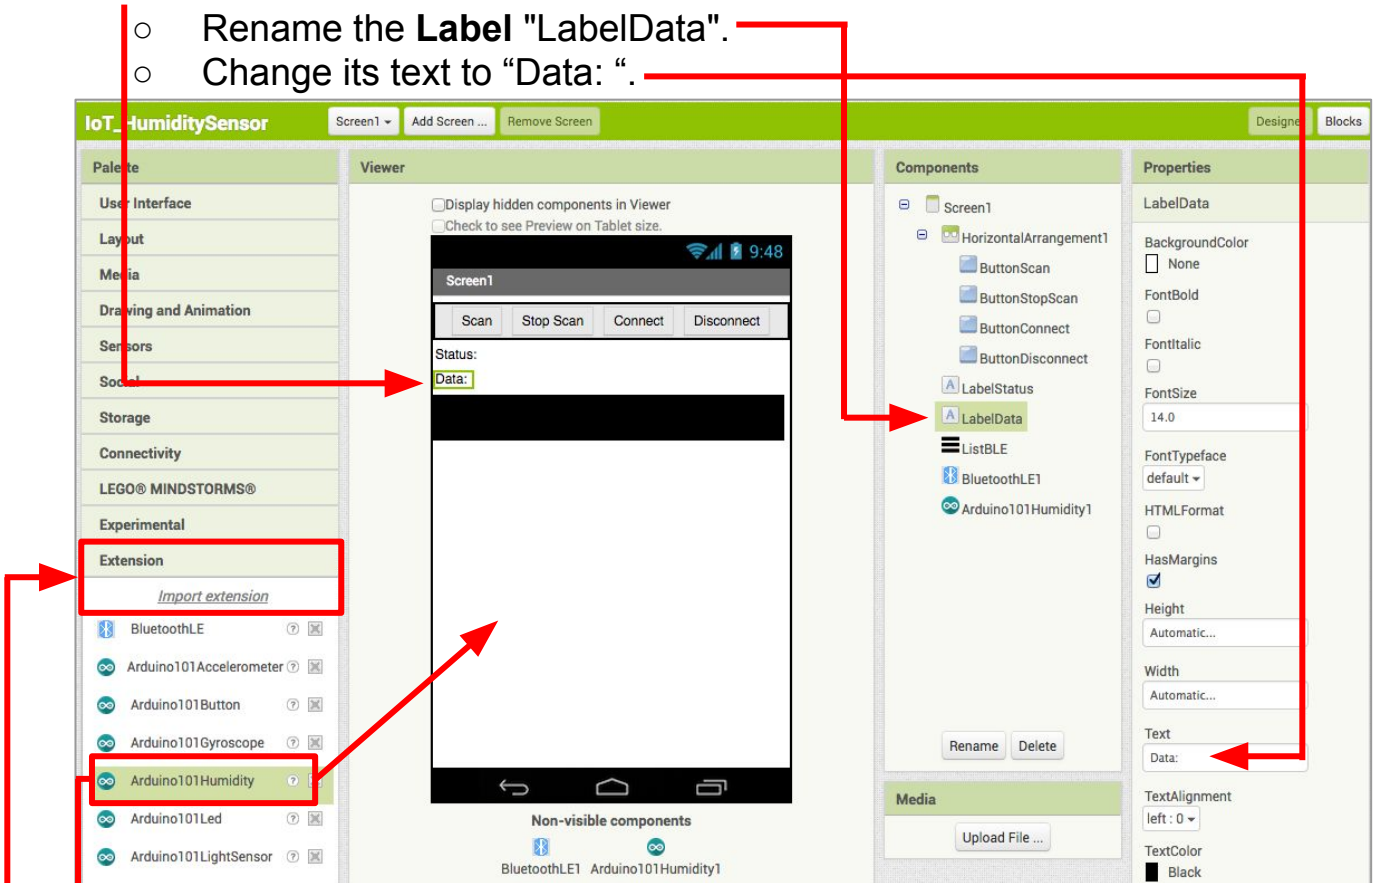 ○ Rename the Label "LabelData".
○ Change its text to “Data: “.
IoT_HumiditySensor
Screen1
Add Screen ...
Remove Screen
Designer
Blocks
Palette
User Interface
Layout
Media
Drawing and Animation
Sensors
Social
Storage
Connectivity
LEGO® MINDSTORMS®
Experimental
Extension
Import extension
BluetoothLE ?
Arduino101Accelerometer ?
Arduino101Button ?
Arduino101Gyroscope ?
Arduino101Humidity ?
Arduino101Led ?
Arduino101LightSensor ?
Viewer
Display hidden components in Viewer
Check to see Preview on Tablet size.
9:48
Screen1
Scan Stop Scan Connect Disconnect
Status:
Data:
Non-visible components
BluetoothLE1 Arduino101Humidity1
Components
Screen1
HorizontalArrangement1
ButtonScan
ButtonStopScan
ButtonConnect
ButtonDisconnect
A LabelStatus
A LabelData
ListBLE
BluetoothLE1
Arduino101Humidity1
Rename Delete
Media
Upload File ...
Properties
LabelData
BackgroundColor
None
FontBold
FontItalic
FontSize
14.0
FontTypeface
default
HTMLFormat
HasMargins
Height
Automatic...
Width
Automatic...
Text
Data:
TextAlignment
left : 0
TextColor
Black